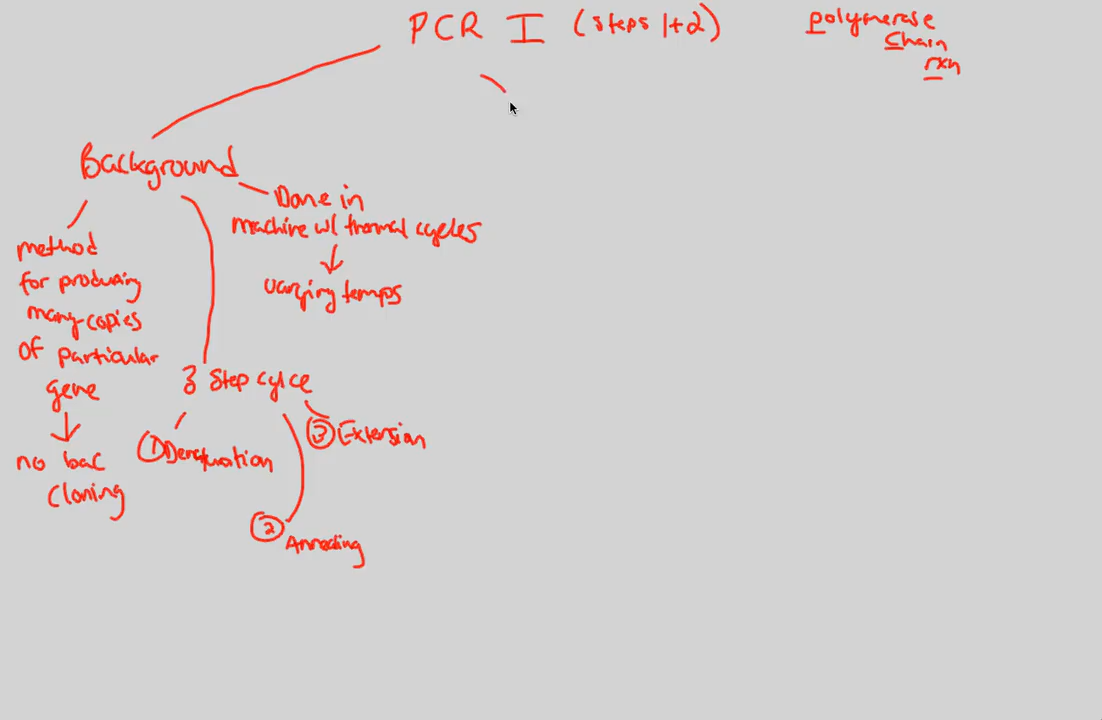 PCR I (steps 1+2)
polymerase
chain
rxn
Background
Done in
machine w/ thermal cycles
↓
varying temps
method
for producing
many copies
of particular
gene
↓
no bac
cloning
3 Step cylce
① Denaturation
③ Extension
② Annealing